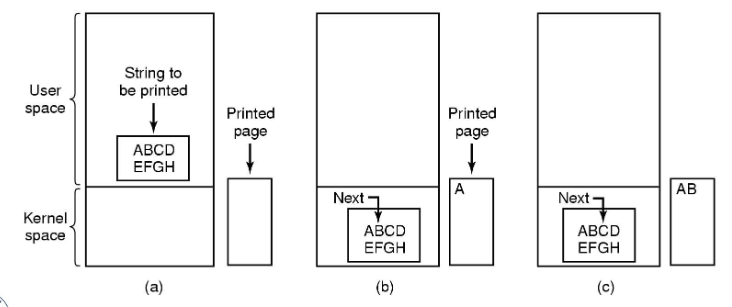 User
space
Kernel
space
String to
be printed
ABCD
EFGH
Printed
page
(a)
Next
ABCD
EFGH
Printed
page
A
(b)
Next
ABCD
EFGH
AB
(c)